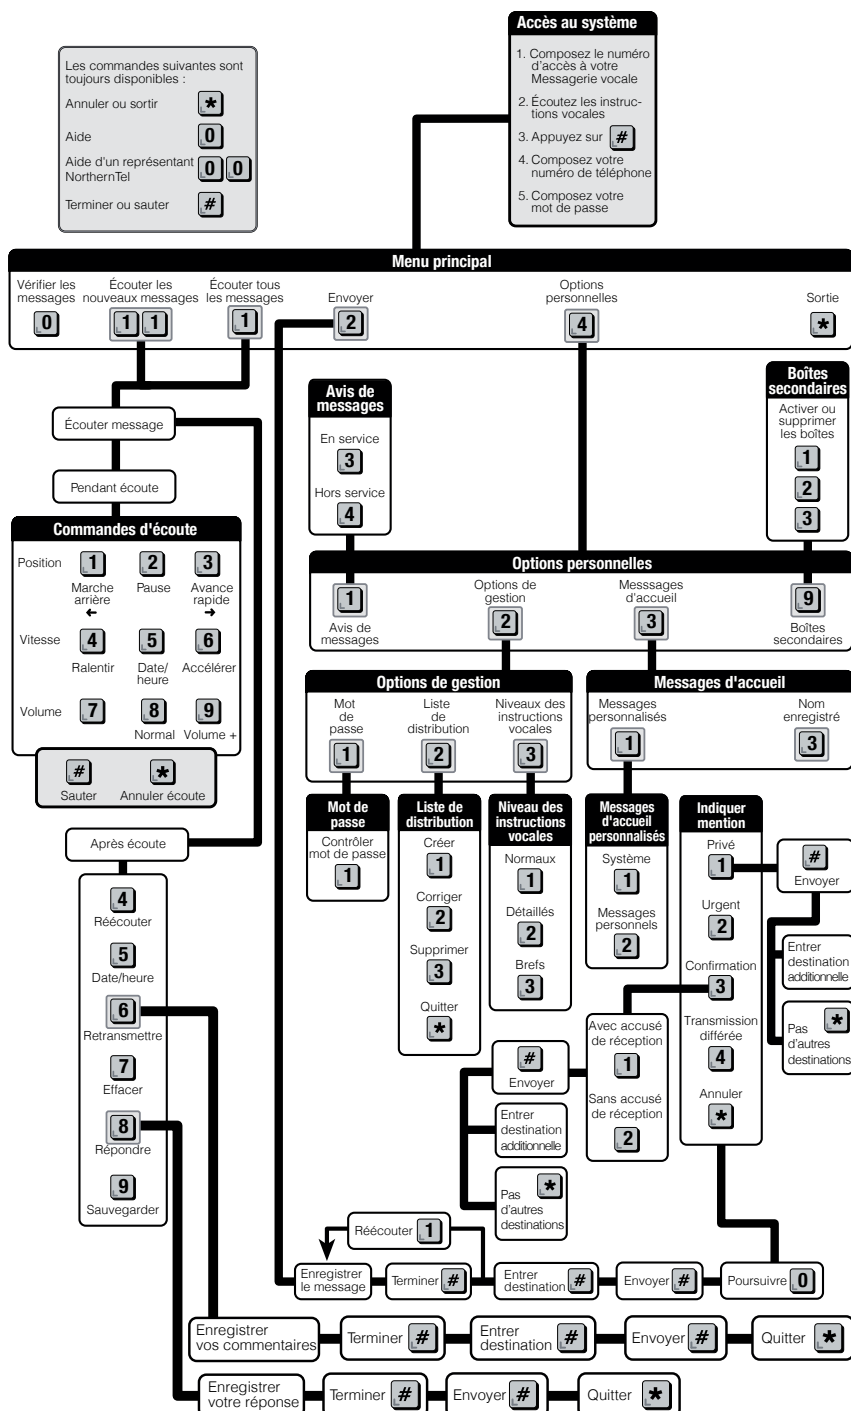 Accès au système
1. Composez le numéro
d'accès à votre
Messagerie vocale
2. Écoutez les instruc-
tions vocales
3. Appuyez sur #
4. Composez votre
numéro de téléphone
5. Composez votre
mot de passe
Les commandes suivantes sont
toujours disponibles :
Annuler ou sortir *
Aide 0
Aide d'un représentant
NorthernTel 0 0
Terminer ou sauter #
Menu principal
Vérifier les
messages
0
Écouter les
nouveaux messages
1 1
Écouter tous
les messages
1
Envoyer
2
Options
personnelles
4
Sortie
*
Écouter message
Pendant écoute
Commandes d'écoute
Position 1 2 3
Marche
arrière
Pause
Avance
rapide
Vitesse 4 5 6
Ralentir
Date/
heure
Accélérer
Volume 7 8 9
Normal Volume +
# *
Sauter Annuler écoute
Avis de
messages
En service
3
Hors service
4
Boîtes
secondaires
Activer ou
supprimer
les boîtes
1
2
3
Options personnelles
1
Avis de
messages
Options de
gestion
2
Messsages
d'accueil
3
9
Boîtes
secondaires
Options de gestion
Mot
de
passe
1
Liste
de
distribution
2
Niveaux des
instructions
vocales
3
Messages d'accueil
Messages
personnalisés
1
Nom
enregistré
3
Mot de
passe
Contrôler
mot de passe
1
Liste de
distribution
Créer
1
Corriger
2
Supprimer
3
Quitter
*
Niveau des
instructions
vocales
Normaux
1
Détaillés
2
Brefs
3
Messages
d'accueil
personnalisés
Système
1
Messages
personnels
2
Indiquer
mention
Privé
1
Urgent
2
Confirmation
3
Transmission
différée
4
Annuler
*
#
Envoyer
Entrer
destination
additionnelle
Pas *
d'autres
destinations
Avec accusé
de réception
1
Sans accusé
de réception
2
#
Envoyer
Entrer
destination
additionnelle
Pas *
d'autres
destinations
Après écoute
4
Réécouter
5
Date/heure
6
Retransmettre
7
Effacer
8
Répondre
9
Sauvegarder
Réécouter 1
Enregistrer
le message
Terminer #
Entrer
destination #
Envoyer #
Poursuivre 0
Enregistrer
vos commentaires
Terminer #
Entrer
destination #
Envoyer #
Quitter *
Enregistrer
votre réponse
Terminer #
Envoyer #
Quitter *